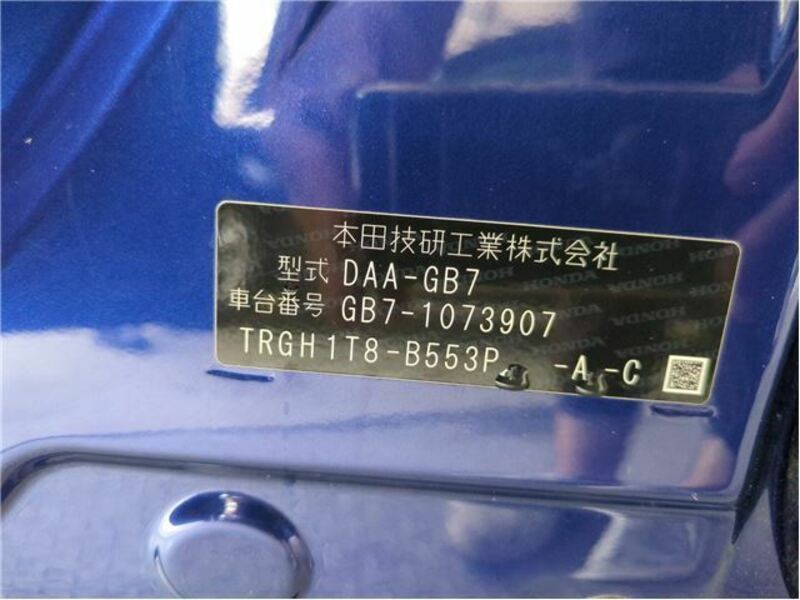 本田技研工業株式会社
型式 DAA-GB7
車台番号 GB7-1073907
TRGH1T8-B553P -A -C